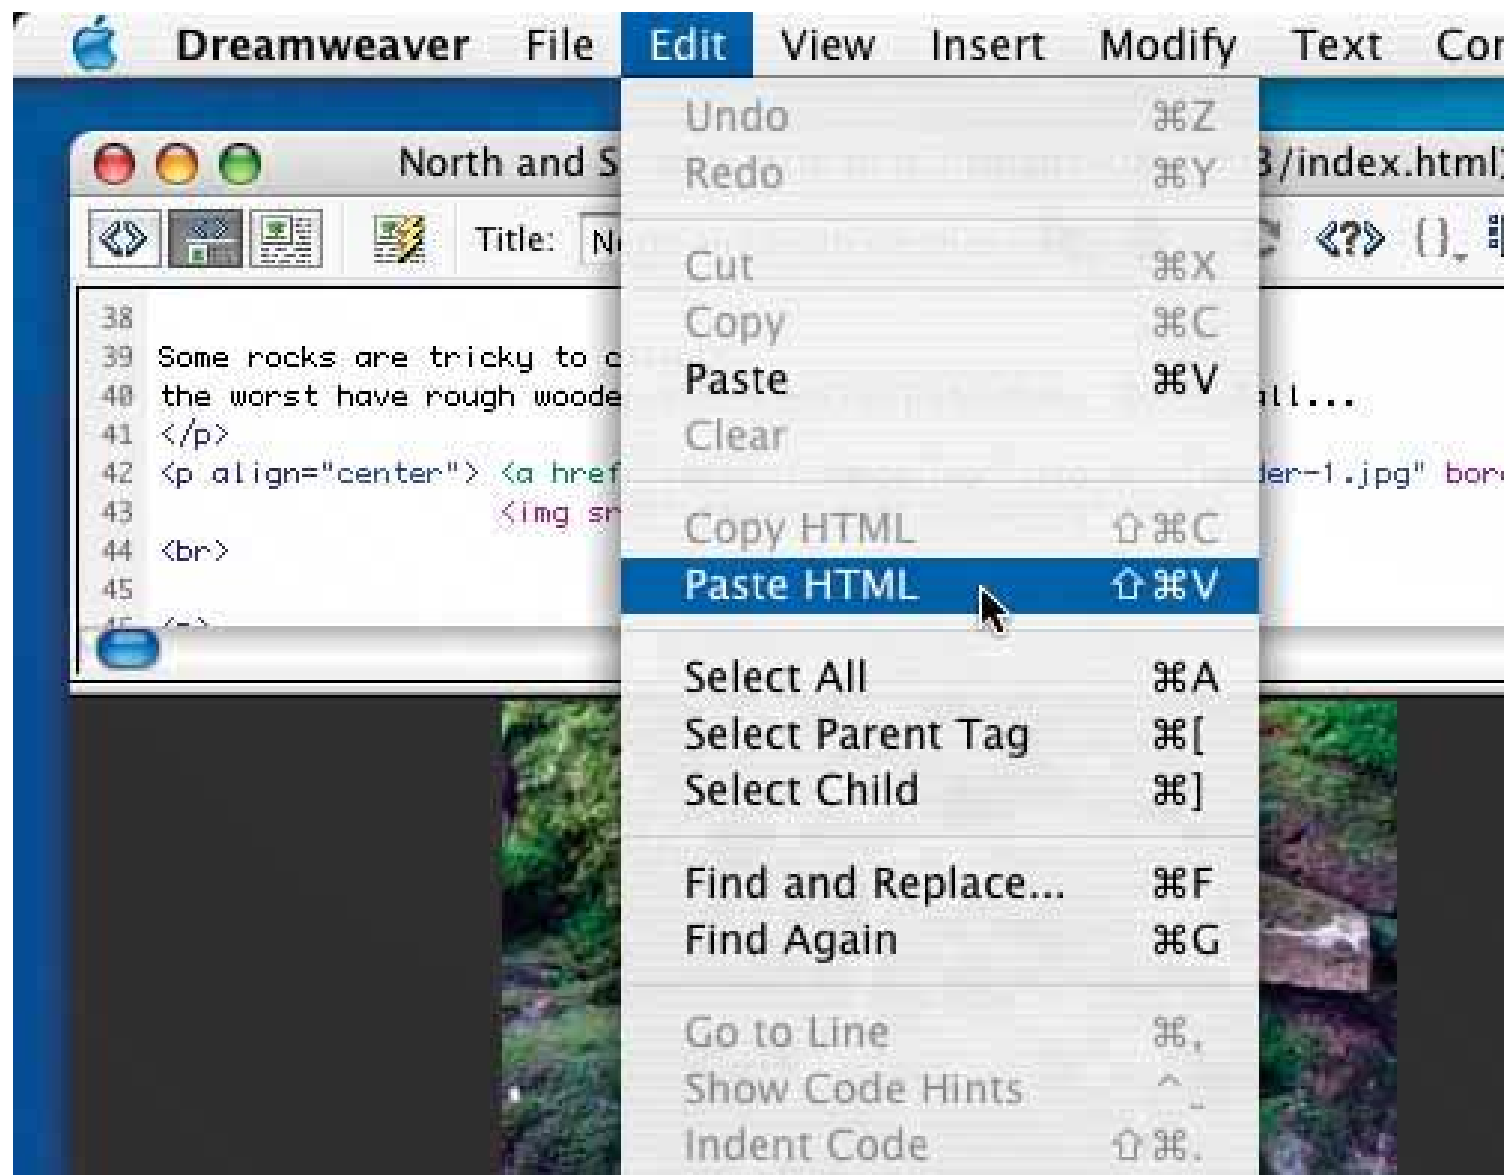 Dreamweaver File Edit View Insert Modify Text
North and S
3/index.html
Title:
38
39 Some rocks are tricky to c
40 the worst have rough woode
all...
41 </p>
42 <p align="center"> <a href
der-1.jpg" bord
43 <img sr
44 <br>
45
Undo ⌘Z
Redo ⌘Y
Cut ⌘X
Copy ⌘C
Paste ⌘V
Clear
Copy HTML ⇧⌘C
Paste HTML ⇧⌘V
Select All ⌘A
Select Parent Tag ⌘[
Select Child ⌘]
Find and Replace... ⌘F
Find Again ⌘G
Go to Line ⌘,
Show Code Hints ^_
Indent Code ⇧⌘.